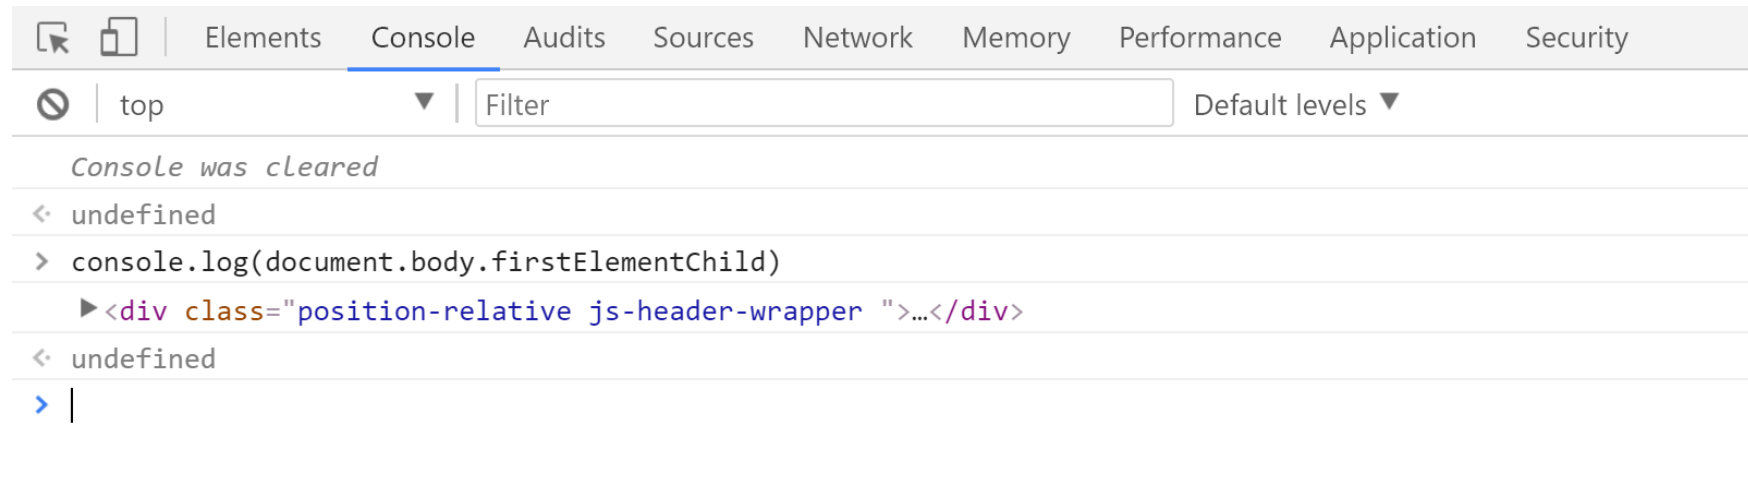 Elements Console Audits Sources Network Memory Performance Application Security
top Filter Default levels
Console was cleared
undefined
console.log(document.body.firstElementChild)
<div class="position-relative js-header-wrapper ">…</div>
undefined